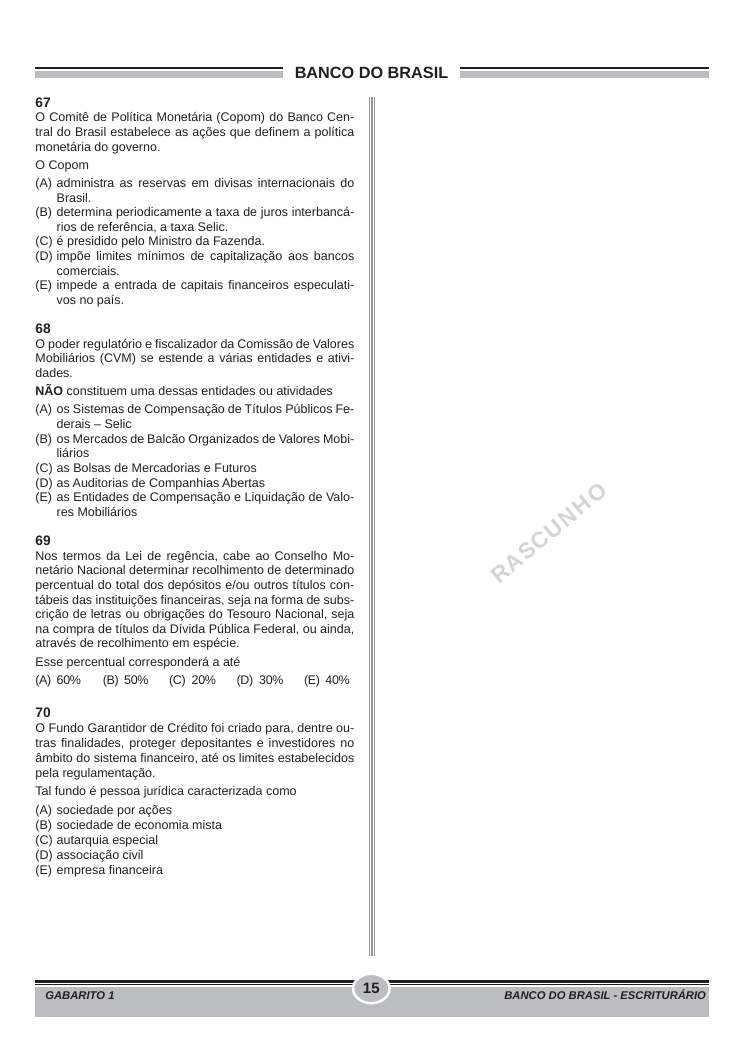 BANCO DO BRASIL
67
O Comitê de Política Monetária (Copom) do Banco Cen-
tral do Brasil estabelece as ações que definem a política
monetária do governo.
O Copom
(A) administra as reservas em divisas internacionais do
Brasil.
(B) determina periodicamente a taxa de juros interbancá-
rios de referência, a taxa Selic.
(C) é presidido pelo Ministro da Fazenda.
(D) impõe limites mínimos de capitalização aos bancos
comerciais.
(E) impede a entrada de capitais financeiros especulati-
vos no país.
68
O poder regulatório e fiscalizador da Comissão de Valores
Mobiliários (CVM) se estende a várias entidades e ativi-
dades.
NÃO constituem uma dessas entidades ou atividades
(A) os Sistemas de Compensação de Títulos Públicos Fe-
derais – Selic
(B) os Mercados de Balcão Organizados de Valores Mobi-
liários
(C) as Bolsas de Mercadorias e Futuros
(D) as Auditorias de Companhias Abertas
(E) as Entidades de Compensação e Liquidação de Valo-
res Mobiliários
69
Nos termos da Lei de regência, cabe ao Conselho Mo-
netário Nacional determinar recolhimento de determinado
percentual do total dos depósitos e/ou outros títulos con-
tábeis das instituições financeiras, seja na forma de subs-
crição de letras ou obrigações do Tesouro Nacional, seja
na compra de títulos da Dívida Pública Federal, ou ainda,
através de recolhimento em espécie.
Esse percentual corresponderá a até
(A) 60% (B) 50% (C) 20% (D) 30% (E) 40%
70
O Fundo Garantidor de Crédito foi criado para, dentre ou-
tras finalidades, proteger depositantes e investidores no
âmbito do sistema financeiro, até os limites estabelecidos
pela regulamentação.
Tal fundo é pessoa jurídica caracterizada como
(A) sociedade por ações
(B) sociedade de economia mista
(C) autarquia especial
(D) associação civil
(E) empresa financeira
RASCUNHO
GABARITO 1
15
BANCO DO BRASIL - ESCRITURÁRIO